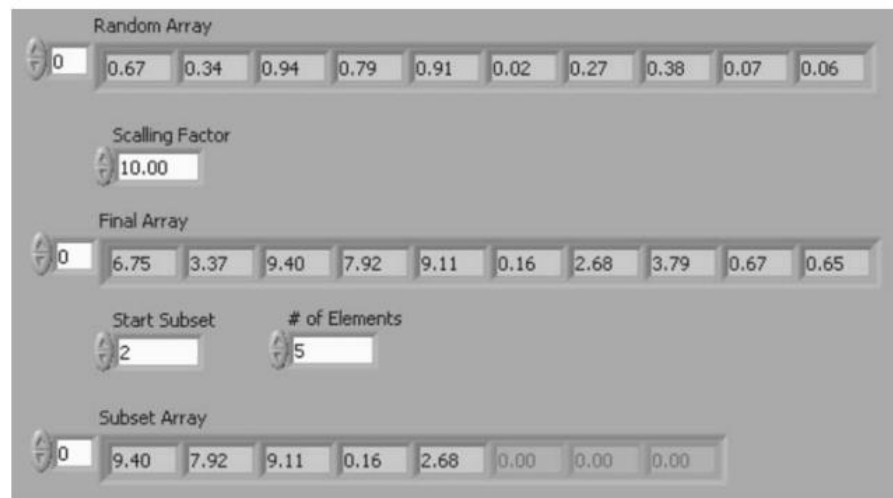 Random Array
0 0.67 0.34 0.94 0.79 0.91 0.02 0.27 0.38 0.07 0.06
Scalling Factor
10.00
Final Array
0 6.75 3.37 9.40 7.92 9.11 0.16 2.68 3.79 0.67 0.65
Start Subset # of Elements
2 5
Subset Array
0 9.40 7.92 9.11 0.16 2.68 0.00 0.00 0.00